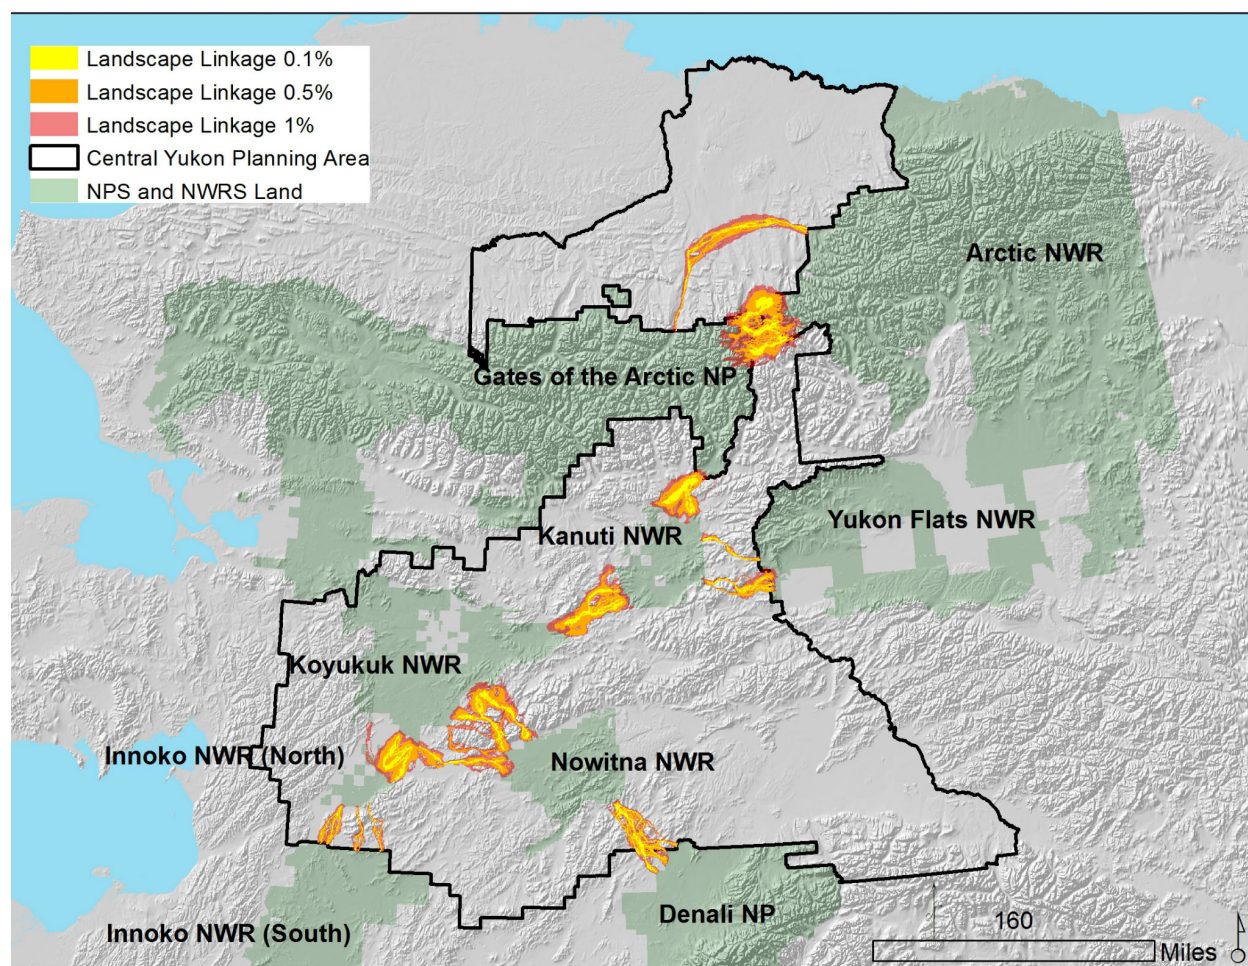 Landscape Linkage 0.1%
Landscape Linkage 0.5%
Landscape Linkage 1%
Central Yukon Planning Area
NPS and NWRS Land
Arctic NWR
Gates of the Arctic NP
Yukon Flats NWR
Kanuti NWR
Koyukuk NWR
Innoko NWR (North)
Nowitna NWR
Denali NP
Innoko NWR (South)
160
Miles